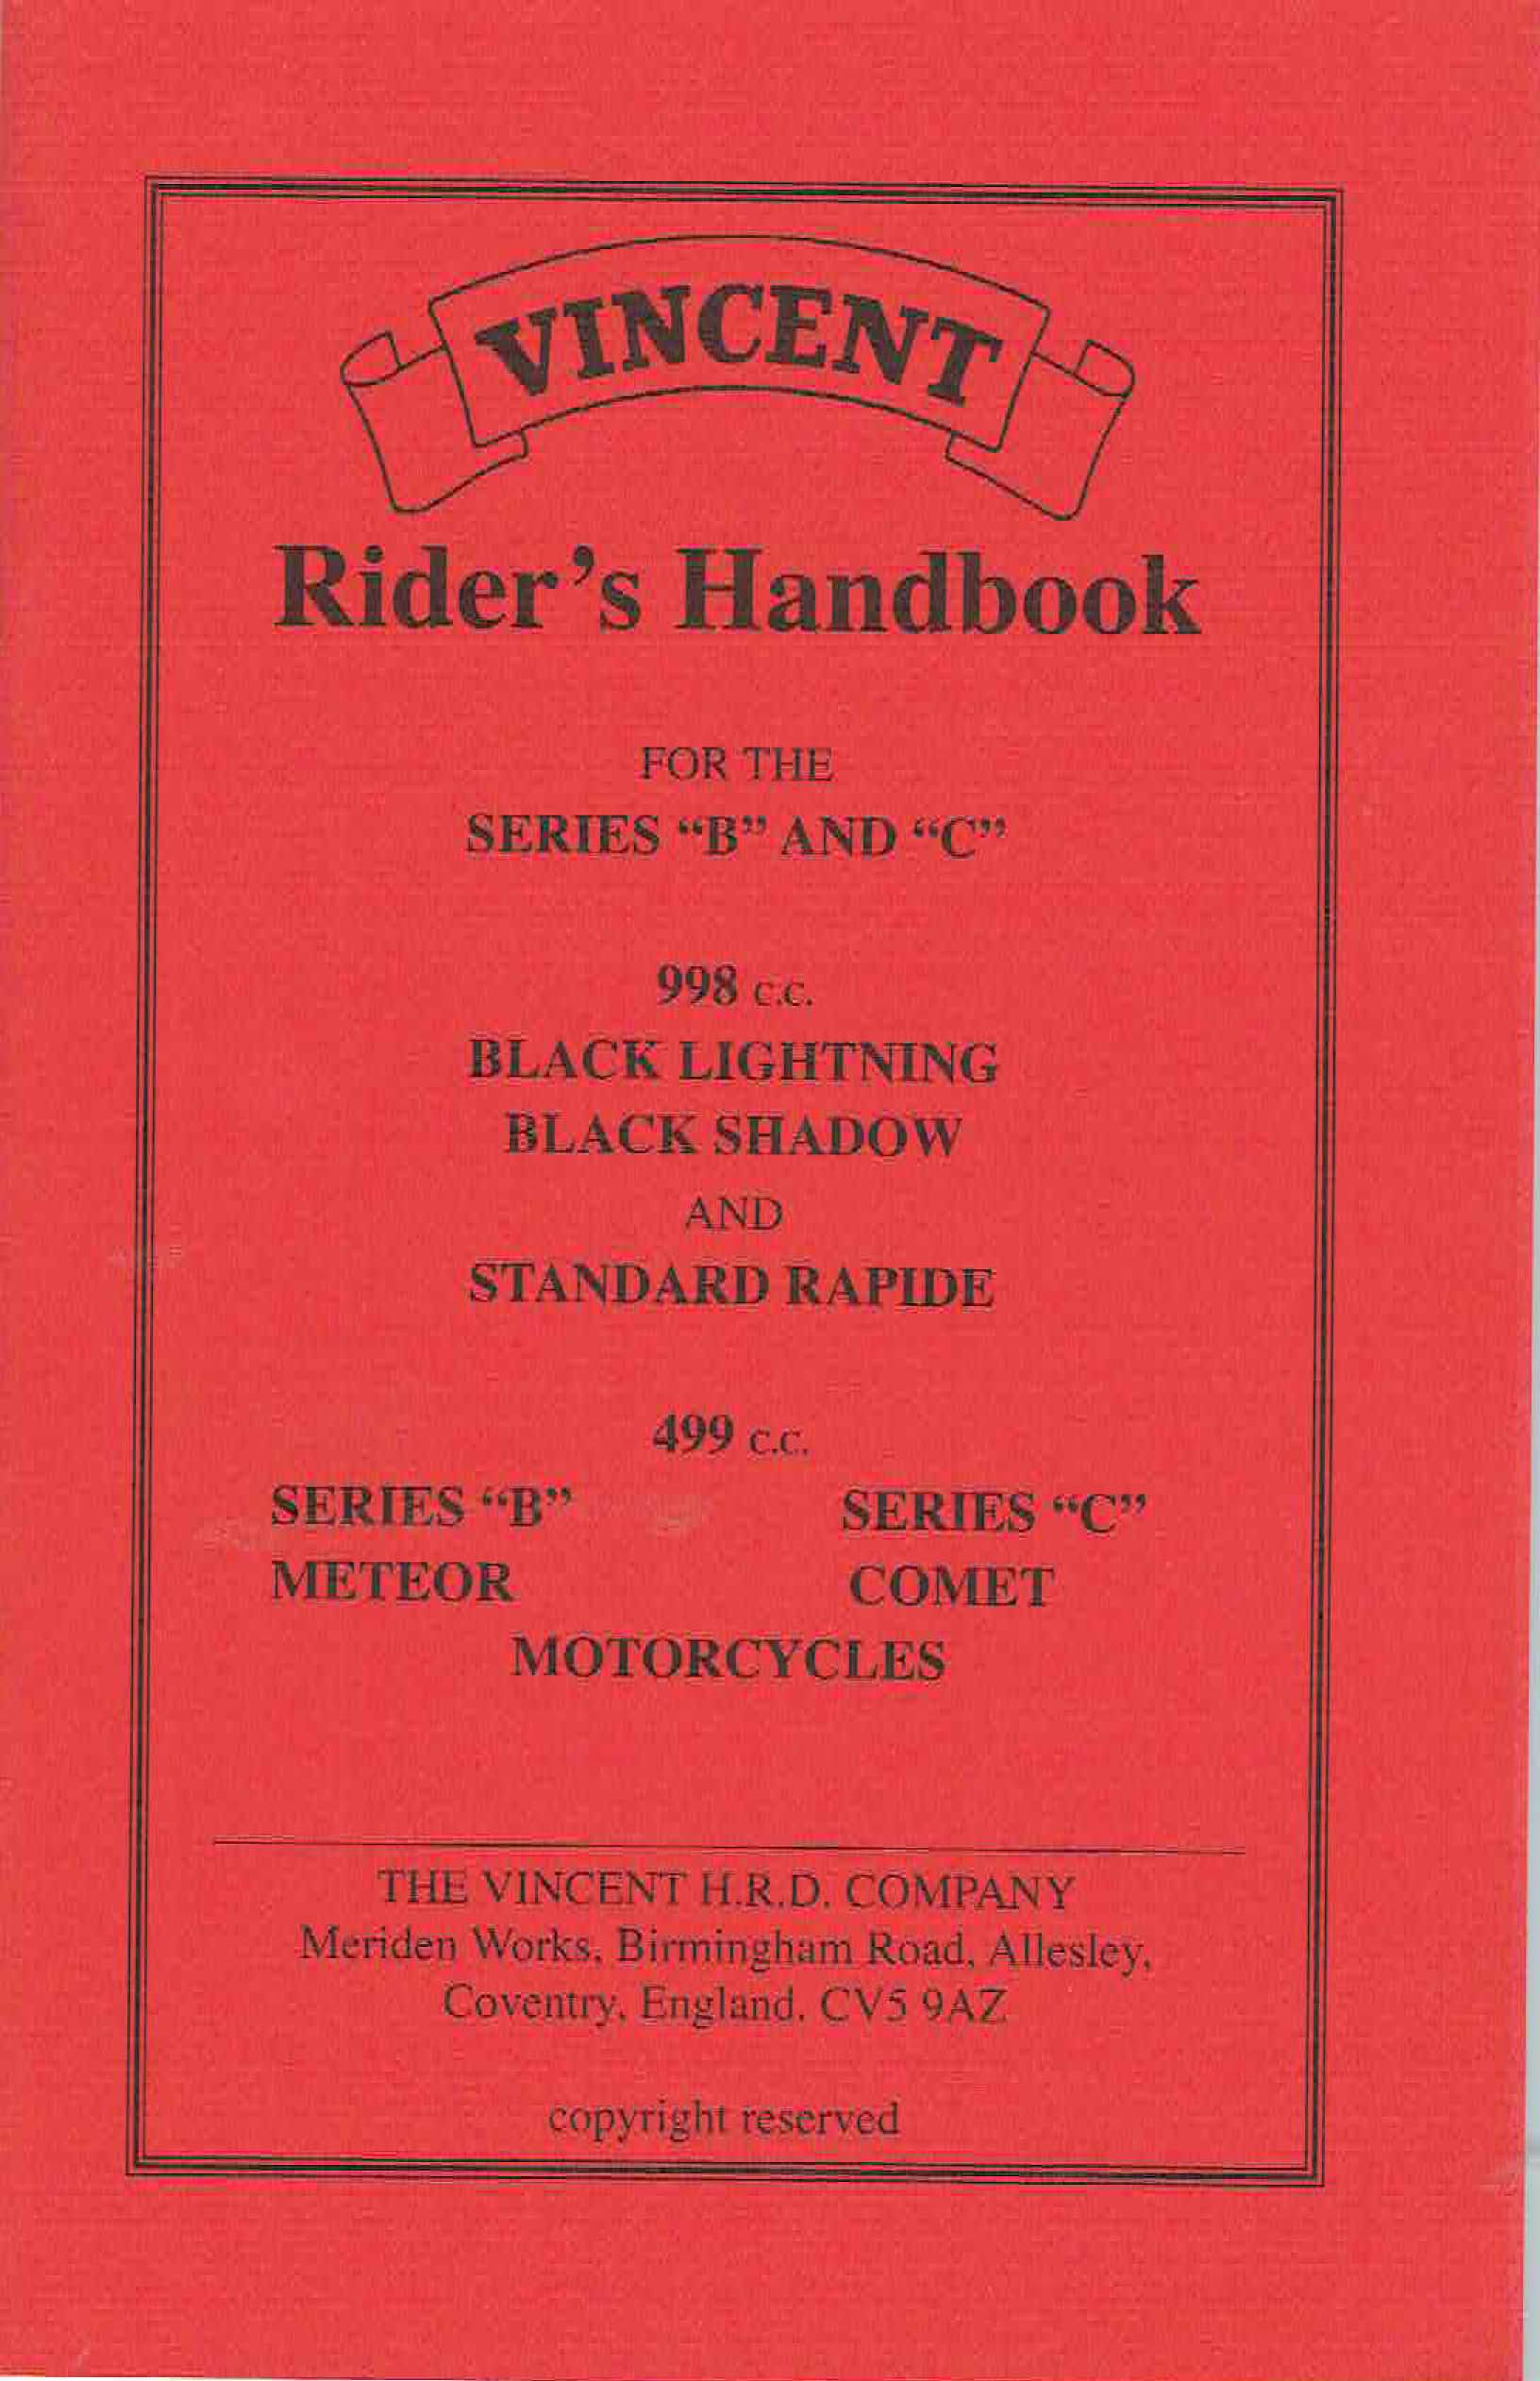 VINCENT
Rider's Handbook
FOR THE
SERIES “B” AND “C”
998 C.C.
BLACK LIGHTNING
BLACK SHADOW
AND
STANDARD RAPIDE
499 C.C.
SERIES “B” SERIES “C”
METEOR COMET
MOTORCYCLES
THE VINCENT H.R.D. COMPANY
Meriden Works, Birmingham Road, Allesley,
Coventry, England. CV5 9AZ
copyright reserved